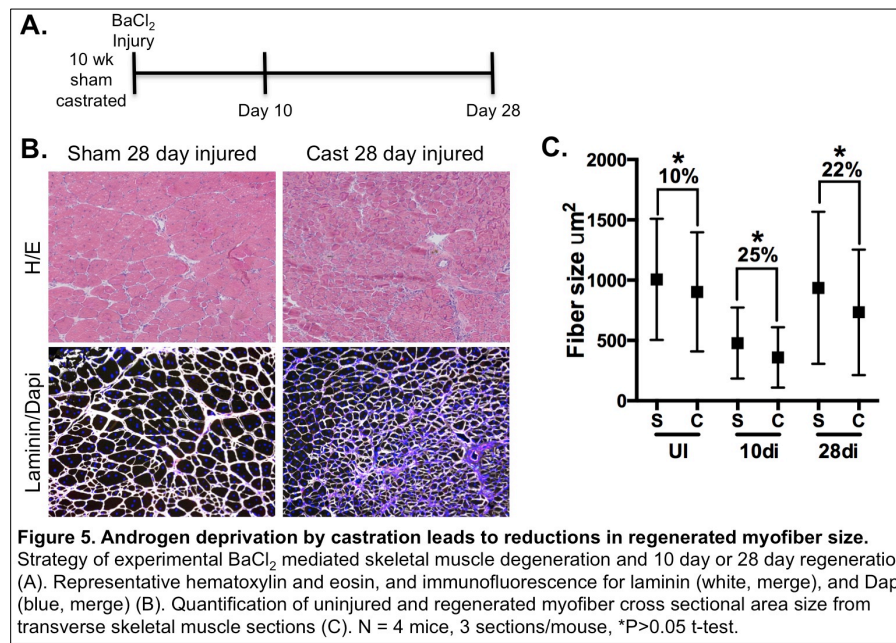 A.
BaCl2
Injury
10 wk
sham
castrated
Day 10
Day 28
B.
Sham 28 day injured
Cast 28 day injured
H/E
Laminin/Dapi
C.
Fiber size um2
2000
1500
1000
500
0
*
10%
*
25%
*
22%
S C S C S C
UI 10di 28di
Figure 5. Androgen deprivation by castration leads to reductions in regenerated myofiber size.
Strategy of experimental BaCl2 mediated skeletal muscle degeneration and 10 day or 28 day regeneratio
(A). Representative hematoxylin and eosin, and immunofluorescence for laminin (white, merge), and Dap
(blue, merge) (B). Quantification of uninjured and regenerated myofiber cross sectional area size from
transverse skeletal muscle sections (C). N = 4 mice, 3 sections/mouse, *P>0.05 t-test.